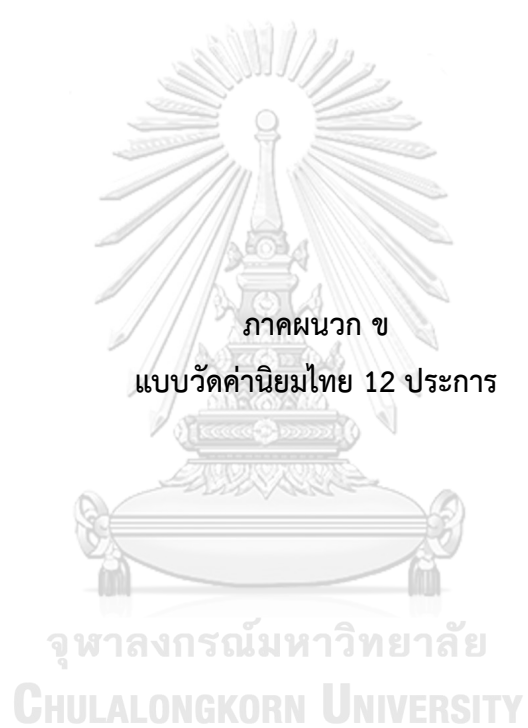 ภาคผนวก ข
แบบวัดค่านิยมไทย 12 ประการ
จุฬาลงกรณ์มหาวิทยาลัย
CHULALONGKORN UNIVERSITY